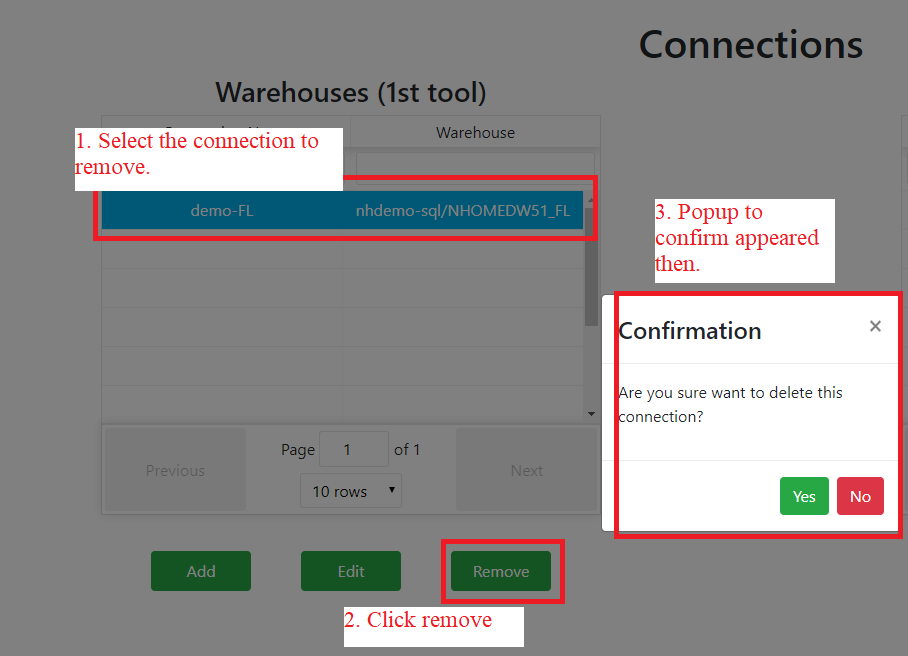 Connections
Warehouses (1st tool)
Warehouse
1. Select the connection to
remove.
demo-FL nhdemo-sql/NHOMEDW51_FL
3. Popup to
confirm appeared
then.
Confirmation ×
Are you sure want to delete this
connection?
Yes No
Previous
Page 1 of 1
10 rows
Next
Add Edit Remove
2. Click remove